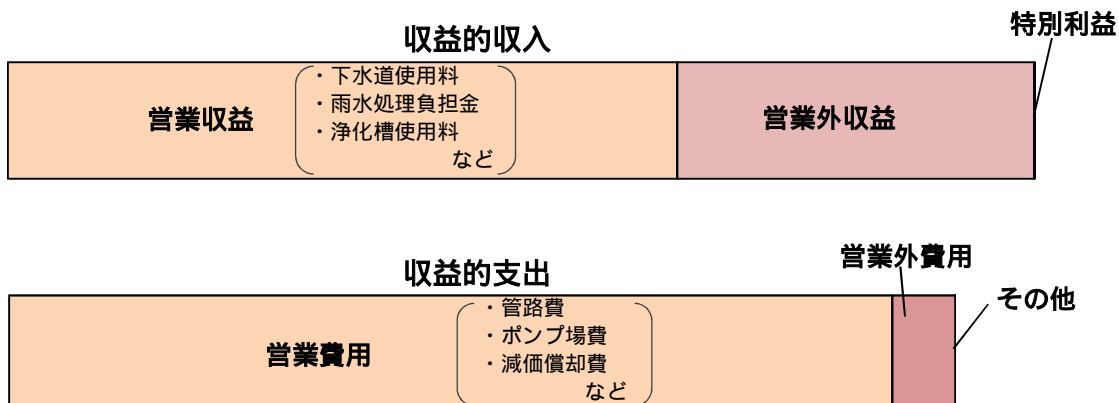 特別利益
収益的収入
営業収益
・下水道使用料
・雨水処理負担金
・浄化槽使用料
など
営業外収益
営業外費用
収益的支出
その他
営業費用
・管路費
・ポンプ場費
・減価償却費
など